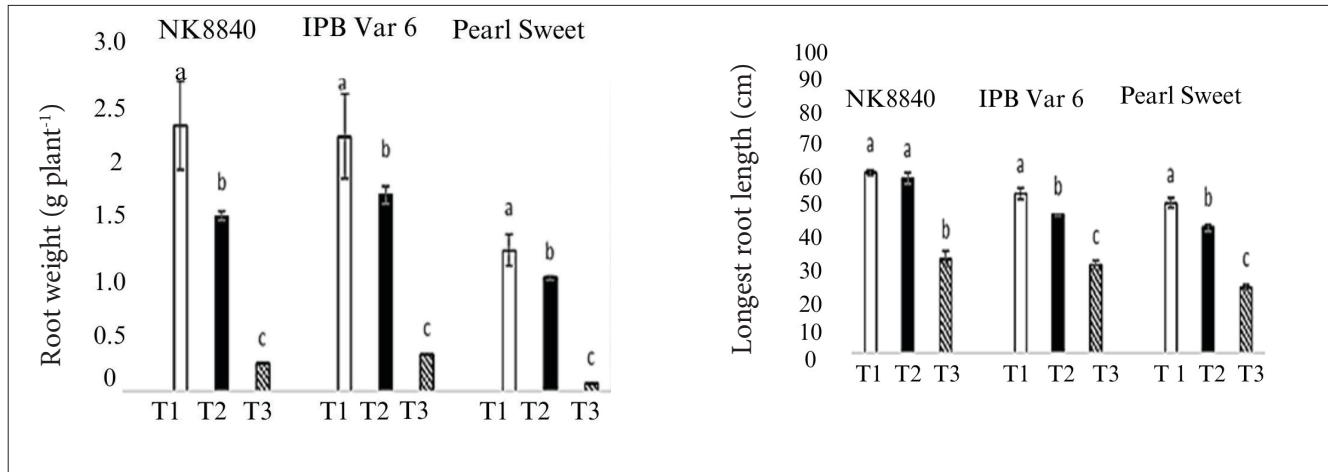 NK8840 IPB Var 6 Pearl Sweet
Root weight (g plant-1)
3.0
2.5
2
1.5
1.0
0.5
0
a b c
a b c
a b c
T1 T2 T3 T1 T2 T3 T1 T2 T3
NK8840 IPB Var 6 Pearl Sweet
Longest root length (cm)
100
90
80
70
60
50
40
30
20
10
0
a a b
a b c
a b c
T1 T2 T3 T1 T2 T3 T 1 T2 T3